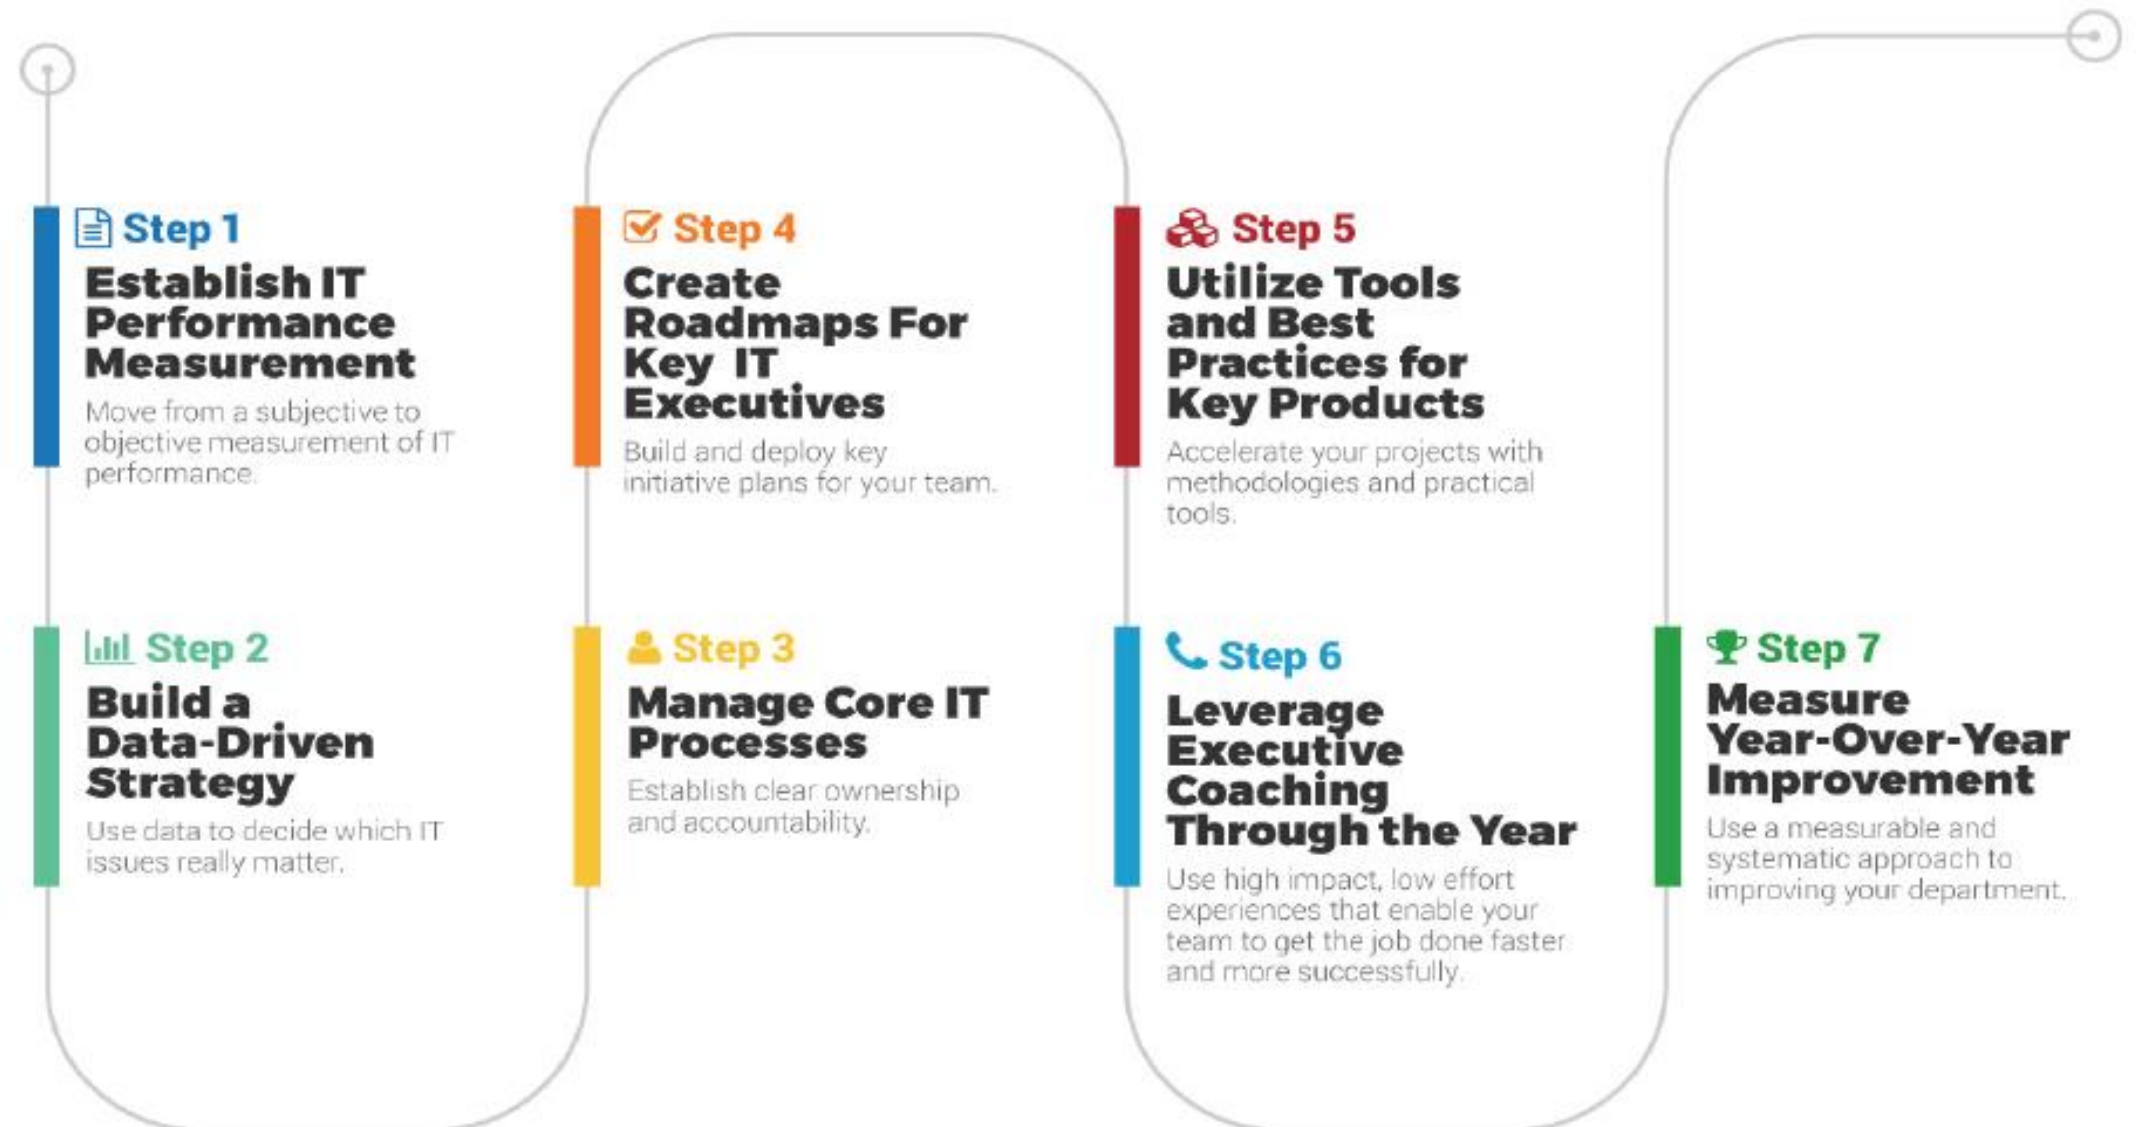 Step 1
Establish IT
Performance
Measurement
Move from a subjective to
objective measurement of IT
performance.
Step 2
Build a
Data-Driven
Strategy
Use data to decide which IT
issues really matter.
Step 3
Manage Core IT
Processes
Establish clear ownership
and accountability.
Step 4
Create
Roadmaps For
Key IT
Executives
Build and deploy key
initiative plans for your team.
Step 5
Utilize Tools
and Best
Practices for
Key Products
Accelerate your projects with
methodologies and practical
tools.
Step 6
Leverage
Executive
Coaching
Through the Year
Use high impact, low effort
experiences that enable your
team to get the job done faster
and more successfully.
Step 7
Measure
Year-Over-Year
Improvement
Use a measurable and
systematic approach to
improving your department.